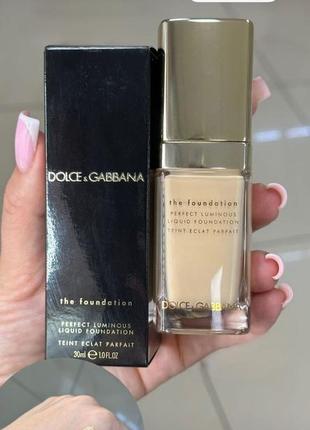 DOLCE & GABBANA
the foundation
PERFECT LUMINOUS
LIQUID FOUNDATION
TEINT ECLAT PARFAIT
30ml ℮ 1.0 FL OZ
the foundation
PERFECT LUMINOUS
LIQUID FOUNDATION
TEINT ECLAT PARFAIT
DOLCE & GABBANA